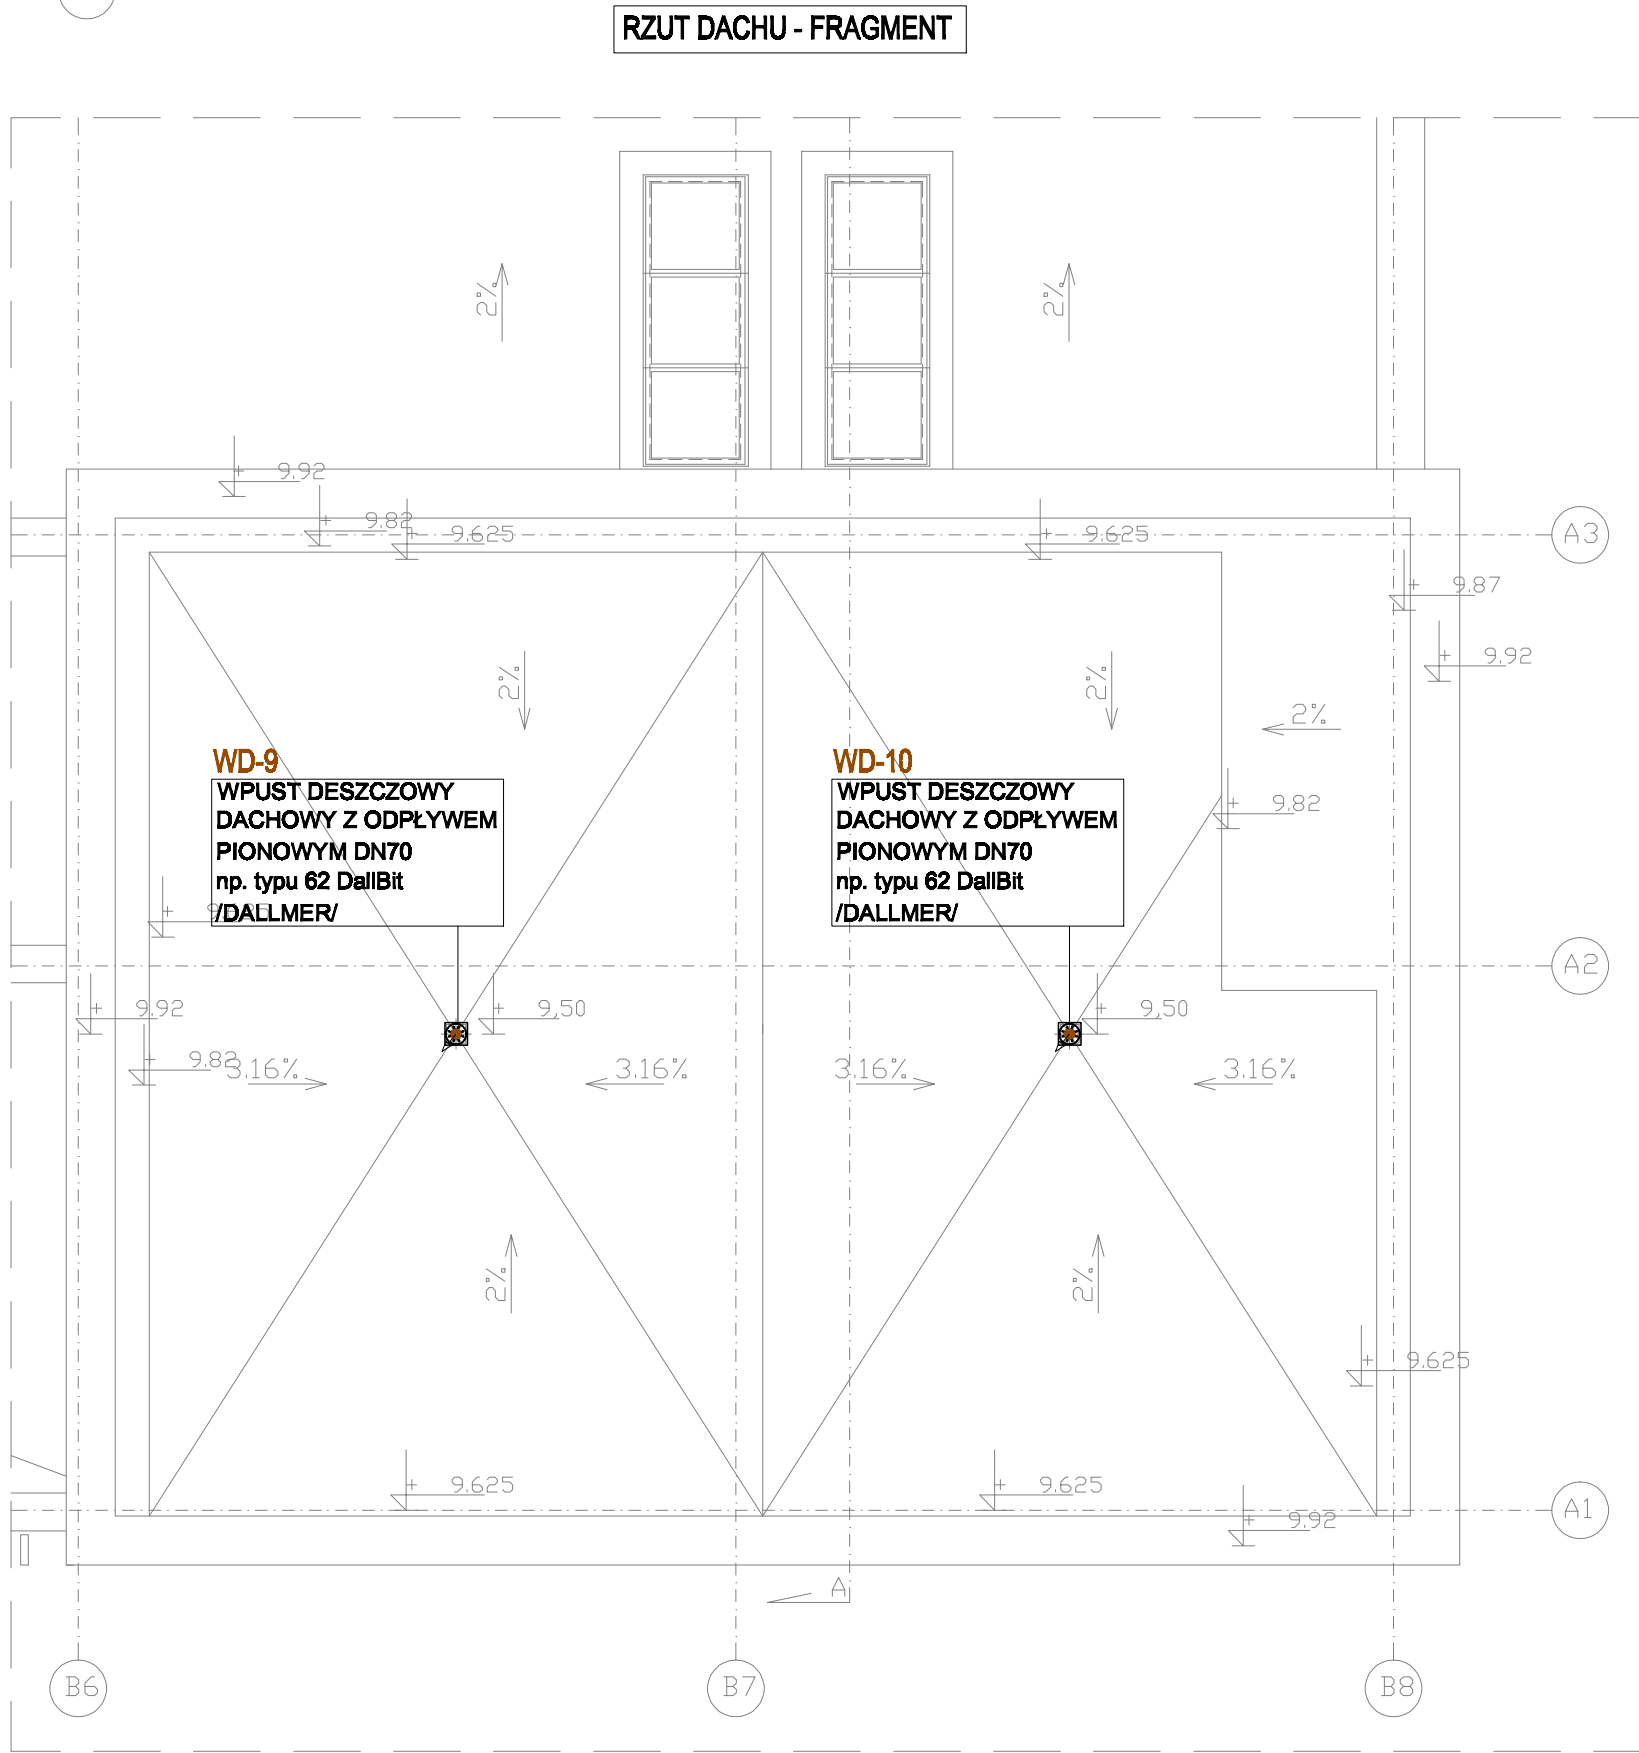 RZUT DACHU - FRAGMENT
2%
2%
+ 9.92
+ 9.82
+ 9.625
+ 9.625
A3
+ 9.87
+ 9.92
2%
2%
2%
WD-9
WPUST DESZCZOWY
DACHOWY Z ODPŁYWEM
PIONOWYM DN70
np. typu 62 DallBit
/DALLMER/
WD-10
WPUST DESZCZOWY
DACHOWY Z ODPŁYWEM
PIONOWYM DN70
np. typu 62 DallBit
/DALLMER/
+ 9.82
+
A2
+ 9.92
+ 9,50
+ 9,50
+ 9.82
3.16%
3.16%
3.16%
3.16%
2%
2%
+ 9.625
+ 9.625
+ 9.625
+ 9.92
A1
A
B6
B7
B8